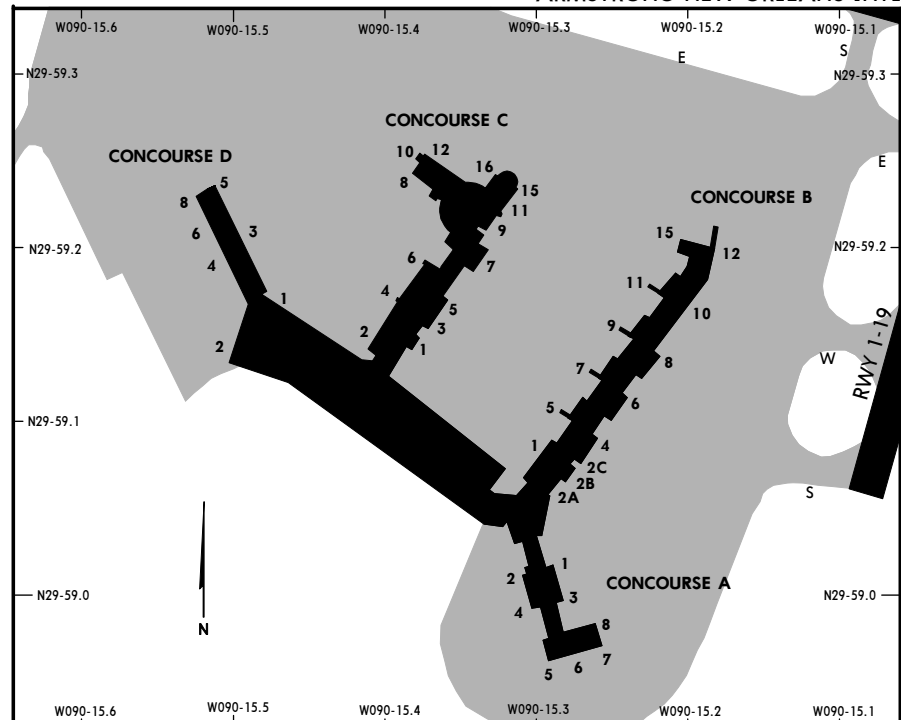 W090-15.6 W090-15.5 W090-15.4 W090-15.3 W090-15.2 W090-15.1
E S
N29-59.3 N29-59.3
CONCOURSE C
10 12
CONCOURSE D
16
E
8 5
8
15
CONCOURSE B
11
6 3
9
15
N29-59.2 12 N29-59.2
4
6 7
11
4
1
5
10
3
9
2
1
2
RWY 1-19
W
7 8
5 6
N29-59.1
1 4
2C
2B
2A
S
1
2
CONCOURSE A
N29-59.0 3 N29-59.0
4
8
N
5 6 7
W090-15.6 W090-15.5 W090-15.4 W090-15.3 W090-15.2 W090-15.1